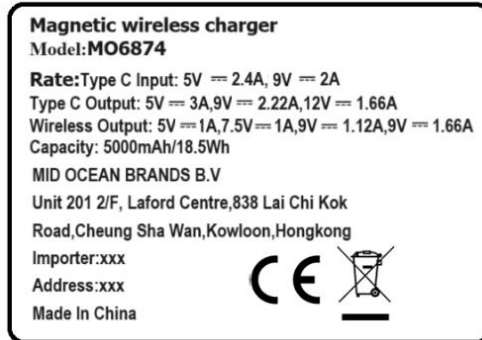 Magnetic wireless charger
Model:MO6874
Rate:Type C Input: 5V ⎓ 2.4A, 9V ⎓ 2A
Type C Output: 5V ⎓ 3A,9V ⎓ 2.22A,12V ⎓ 1.66A
Wireless Output: 5V ⎓1A,7.5V⎓ 1A,9V ⎓ 1.12A,9V ⎓ 1.66A
Capacity: 5000mAh/18.5Wh
MID OCEAN BRANDS B.V
Unit 201 2/F, Laford Centre,838 Lai Chi Kok
Road,Cheung Sha Wan,Kowloon,Hongkong
Importer:xxx
Address:xxx
Made In China
CE